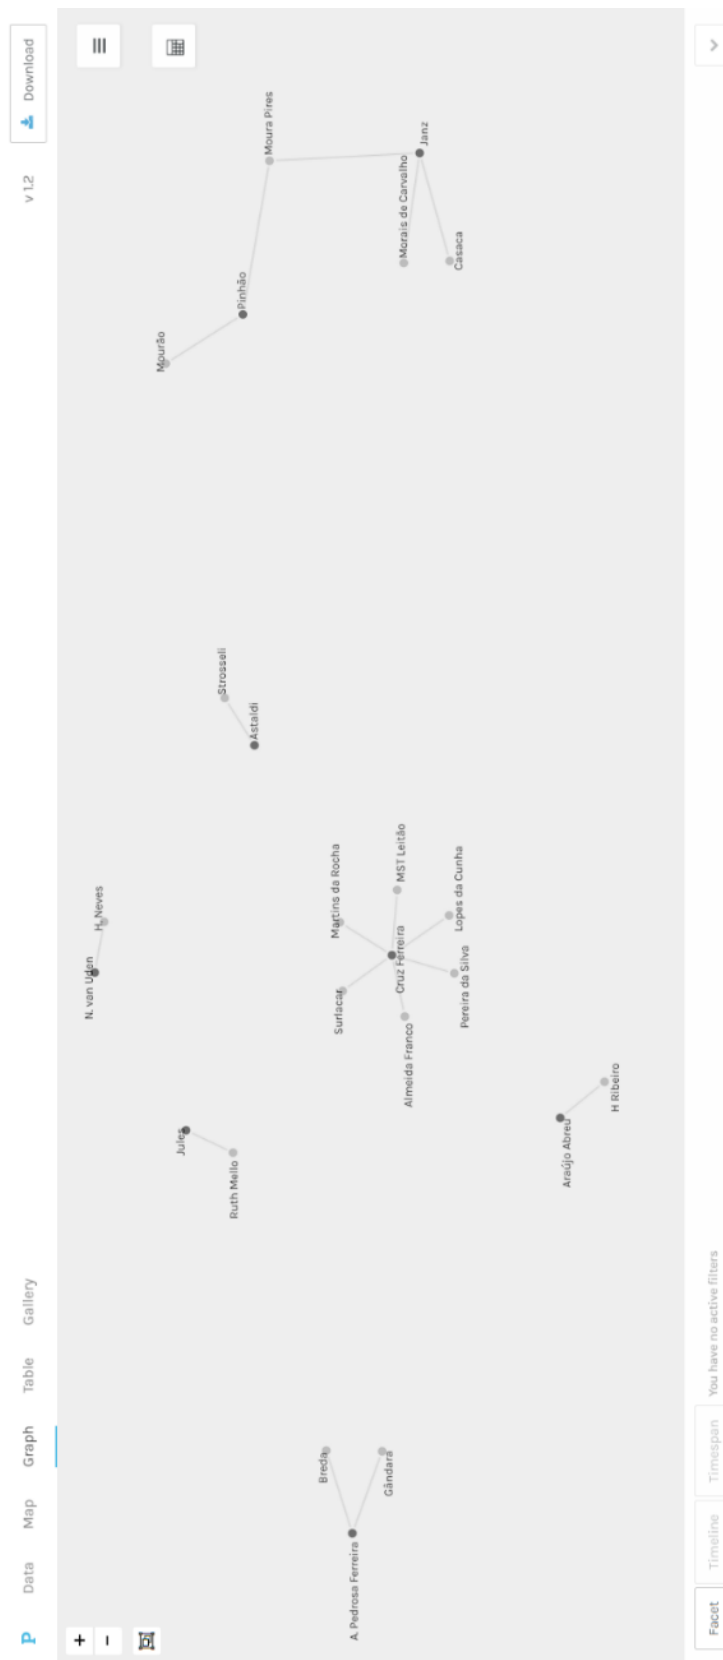 P
Data
Map
Graph
Table
Gallery
v 1.2
Download
+
−
N. van Uden
H. Neves
Mourão
Jules
Pinhão
Strosseli
Ruth Mello
Astaldi
Moura Pires
Breda
Surlacar
Martins da Rocha
A. Pedrosa Ferreira
Gândara
Cruz Ferreira
MST Leitão
Morais de Carvalho
Almeida Franco
Janz
Lopes da Cunha
Pereira da Silva
Casaca
Araújo Abreu
H Ribeiro
Facet
Timeline
Timespan
You have no active filters